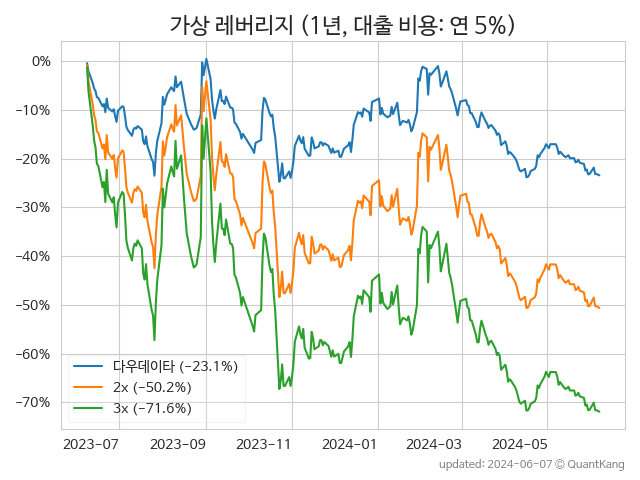 가상 레버리지 (1년, 대출 비용: 연 5%)
0%
−10%
−20%
−30%
−40%
−50%
−60%
−70%
다우데이타 (−23.1%)
2x (−50.2%)
3x (−71.6%)
2023-07 2023-09 2023-11 2024-01 2024-03 2024-05
updated: 2024-06-07 © QuantKang